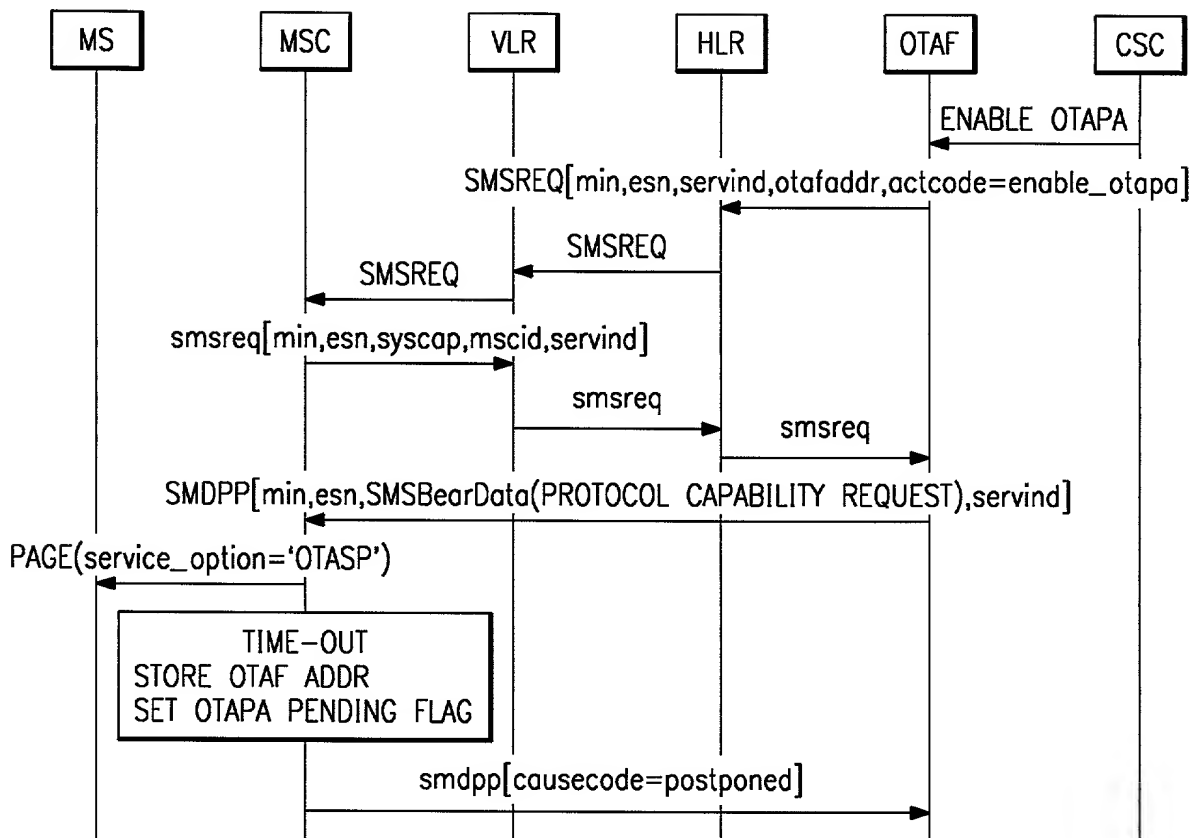 MS
MSC
VLR
HLR
OTAF
CSC
ENABLE OTAPA
SMSREQ[min,esn,servind,otafaddr,actcode=enable_otapa]
SMSREQ
SMSREQ
smsreq[min,esn,syscap,mscid,servind]
smsreq
smsreq
SMDPP[min,esn,SMSBearData(PROTOCOL CAPABILITY REQUEST),servind]
PAGE(service_option='OTASP')
TIME-OUT
STORE OTAF ADDR
SET OTAPA PENDING FLAG
smdpp[causecode=postponed]